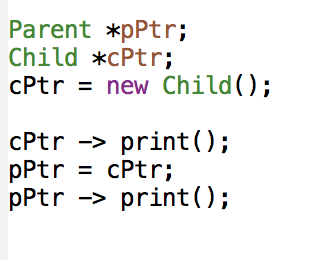 Parent *pPtr;
Child *cPtr;
cPtr = new Child();
cPtr -> print();
pPtr = cPtr;
pPtr -> print();